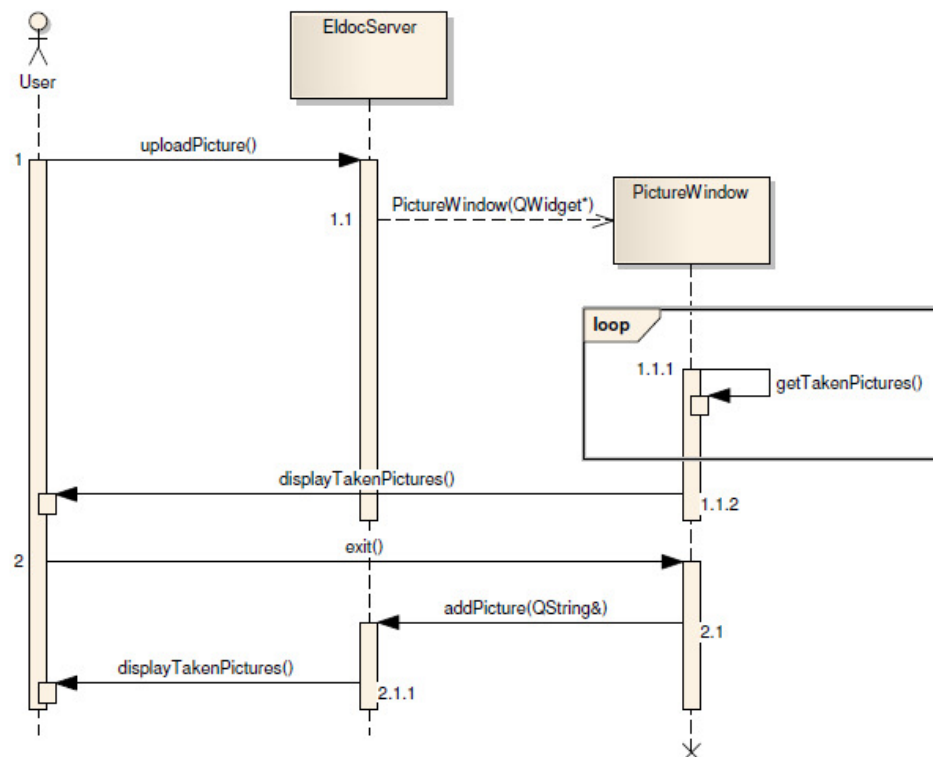 EldocServer
User
uploadPicture()
1
PictureWindow
PictureWindow(QWidget*)
1.1
loop
1.1.1
getTakenPictures()
displayTakenPictures()
1.1.2
exit()
2
addPicture(QString&)
2.1
displayTakenPictures()
2.1.1